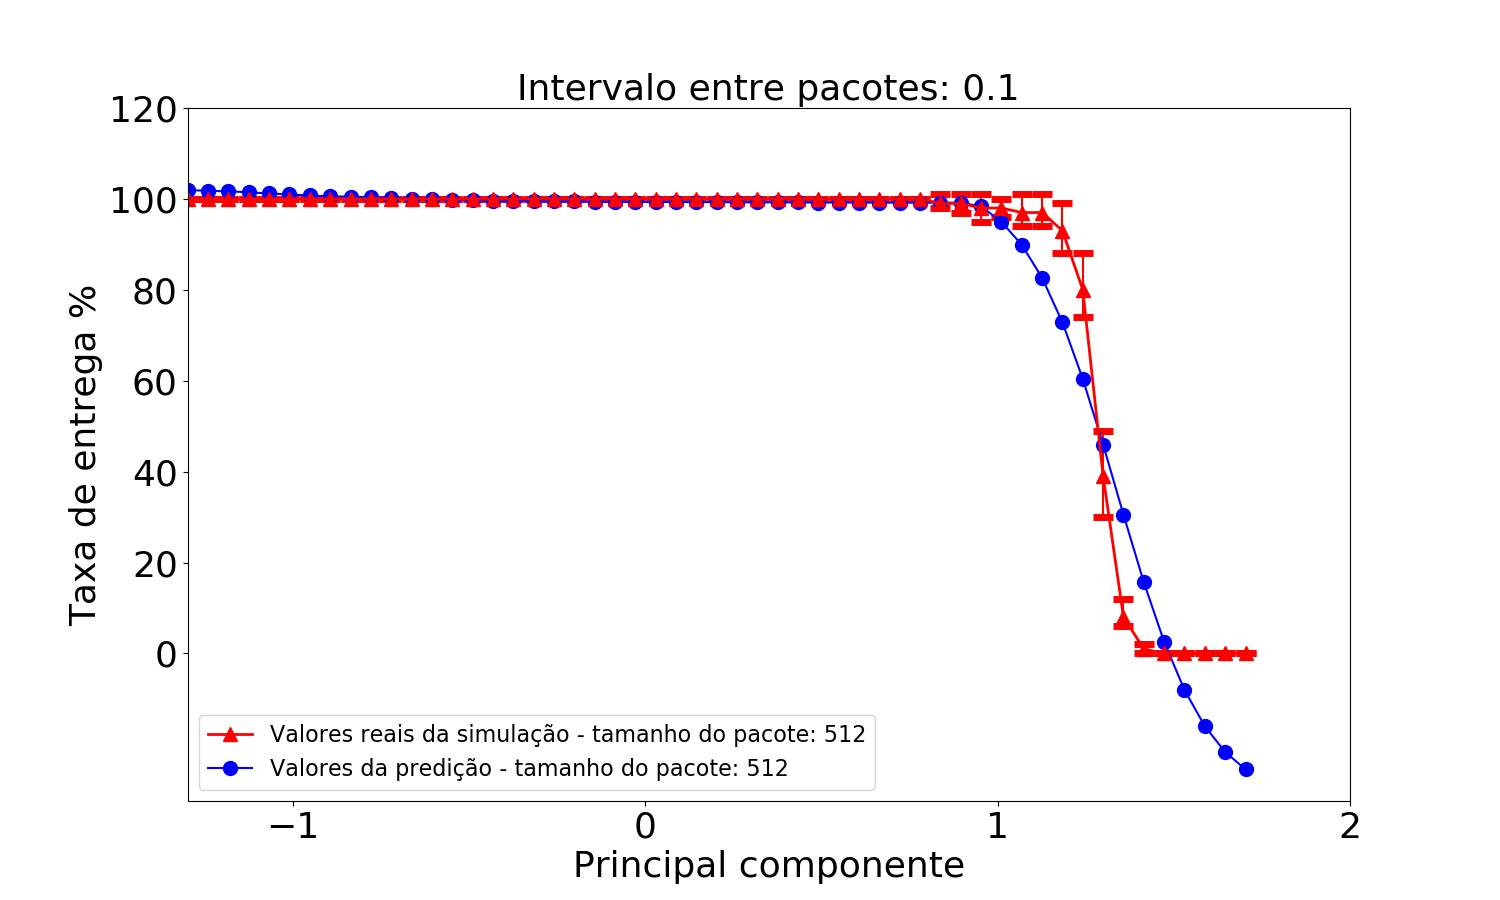 Intervalo entre pacotes: 0.1
120
100
80
60
40
20
0
Taxa de entrega %
Valores reais da simulação - tamanho do pacote: 512
Valores da predição - tamanho do pacote: 512
−1 0 1 2
Principal componente